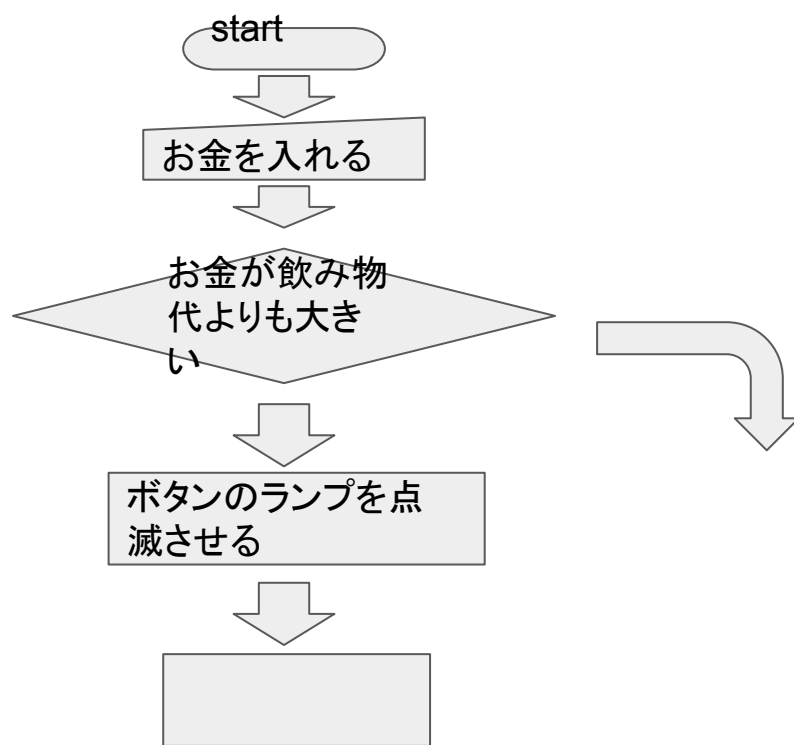 start
お金を入れる
お金が飲み物
代よりも大き
い
ボタンのランプを点
滅させる